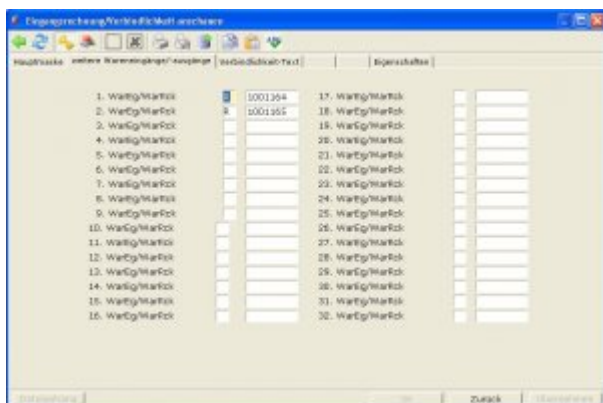 Eingangsrechnung/Verbindlichkeit anschauen
Hauptmaske weitere Wareneingänge/-ausgänge Verbindlichkeit-Text Eigenschaften
1. WarEg/WarRck 1001164 17. WarEg/WarRck
2. WarEg/WarRck R 1001165 18. WarEg/WarRck
3. WarEg/WarRck 19. WarEg/WarRck
4. WarEg/WarRck 20. WarEg/WarRck
5. WarEg/WarRck 21. WarEg/WarRck
6. WarEg/WarRck 22. WarEg/WarRck
7. WarEg/WarRck 23. WarEg/WarRck
8. WarEg/WarRck 24. WarEg/WarRck
9. WarEg/WarRck 25. WarEg/WarRck
10. WarEg/WarRck 26. WarEg/WarRck
11. WarEg/WarRck 27. WarEg/WarRck
12. WarEg/WarRck 28. WarEg/WarRck
13. WarEg/WarRck 29. WarEg/WarRck
14. WarEg/WarRck 30. WarEg/WarRck
15. WarEg/WarRck 31. WarEg/WarRck
16. WarEg/WarRck 32. WarEg/WarRck
OK Zurück Übernehmen